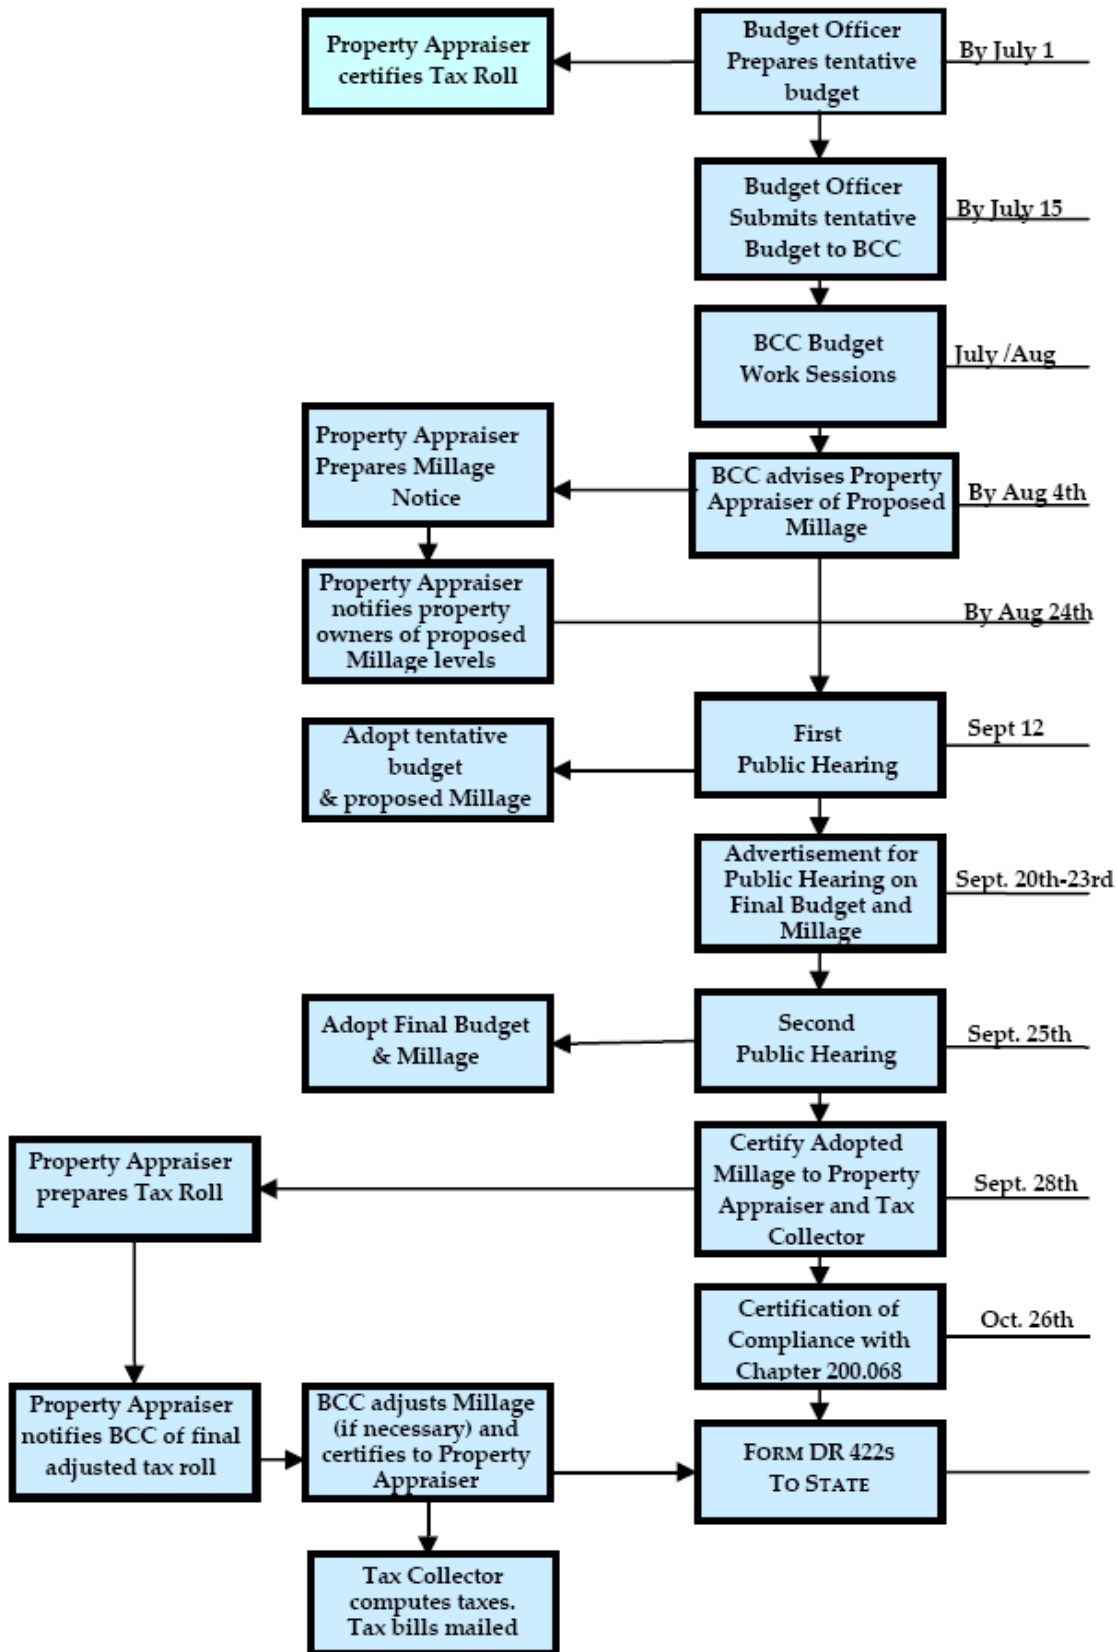 Property Appraiser
certifies Tax Roll
Budget Officer
Prepares tentative
budget
By July 1
Budget Officer
Submits tentative
Budget to BCC
By July 15
BCC Budget
Work Sessions
July /Aug
Property Appraiser
Prepares Millage
Notice
BCC advises Property
Appraiser of Proposed
Millage
By Aug 4th
Property Appraiser
notifies property
owners of proposed
Millage levels
By Aug 24th
First
Public Hearing
Sept 12
Adopt tentative
budget
& proposed Millage
Advertisement for
Public Hearing on
Final Budget and
Millage
Sept. 20th-23rd
Adopt Final Budget
& Millage
Second
Public Hearing
Sept. 25th
Property Appraiser
prepares Tax Roll
Certify Adopted
Millage to Property
Appraiser and Tax
Collector
Sept. 28th
Certification of
Compliance with
Chapter 200.068
Oct. 26th
Property Appraiser
notifies BCC of final
adjusted tax roll
BCC adjusts Millage
(if necessary) and
certifies to Property
Appraiser
FORM DR 422s
TO STATE
Tax Collector
computes taxes.
Tax bills mailed